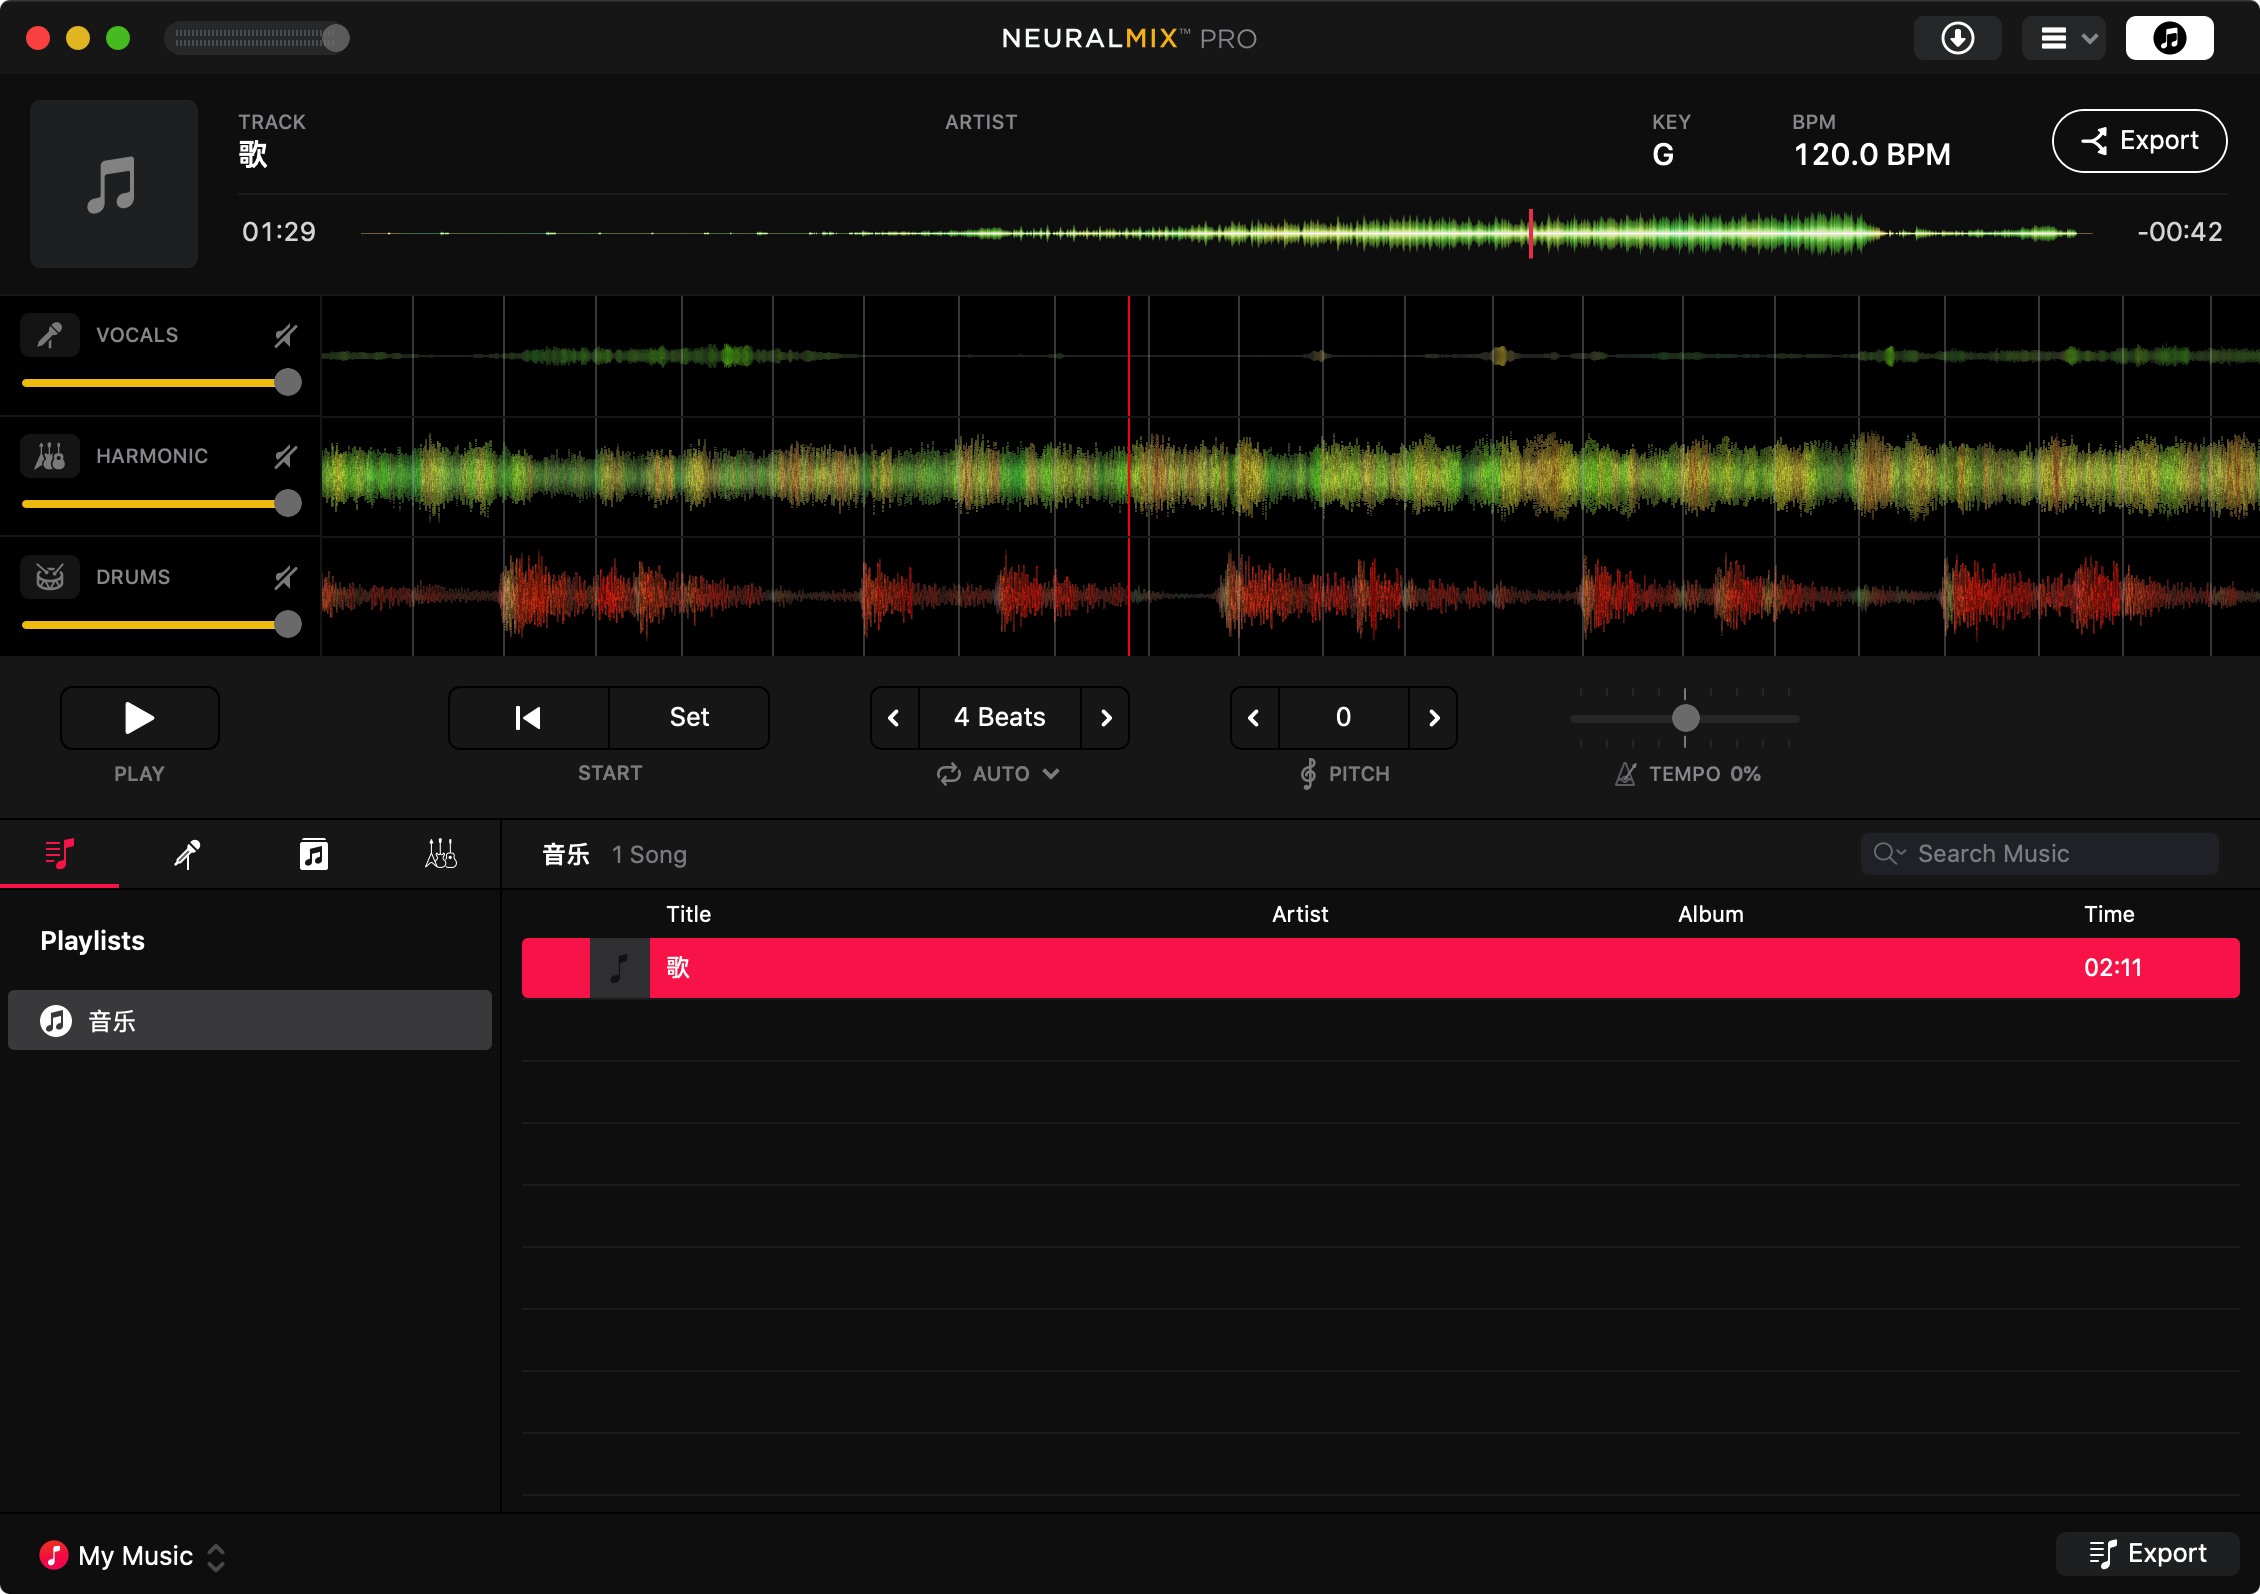 NEURALMIX™ PRO
TRACK
歌
ARTIST
KEY
G
BPM
120.0 BPM
Export
01:29
-00:42
VOCALS
HARMONIC
DRUMS
Set
4 Beats
0
PLAY
START
AUTO
PITCH
TEMPO 0%
音乐 1 Song
Search Music
Playlists
音乐
Title Artist Album Time
歌 02:11
My Music
Export